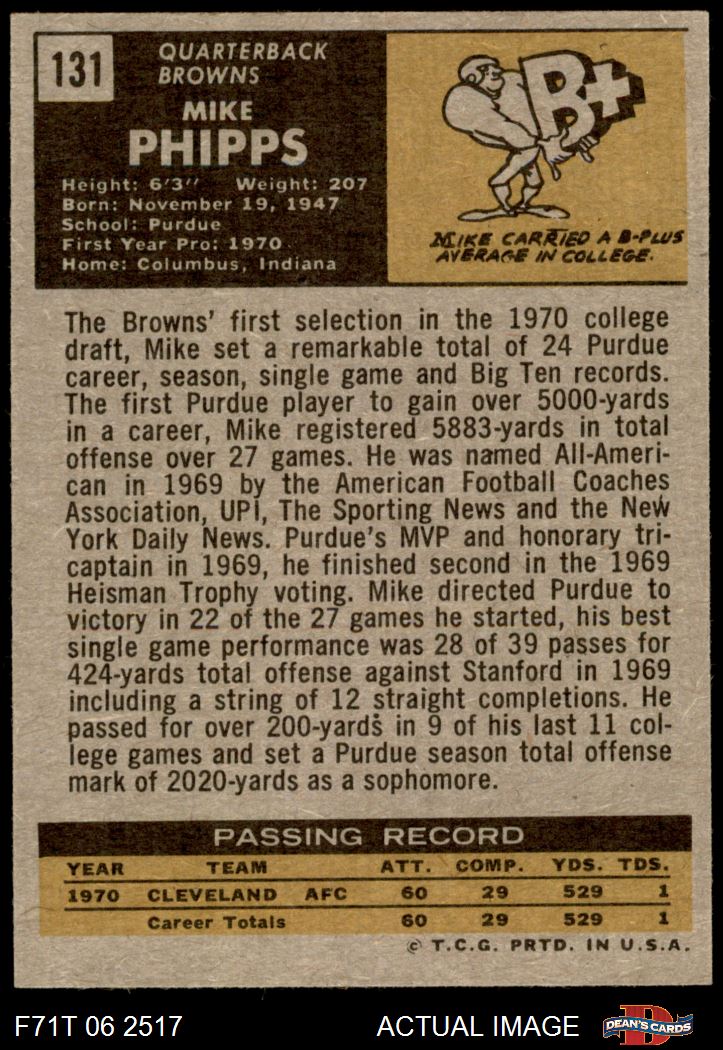 131
QUARTERBACK
BROWNS
MIKE
PHIPPS
Height: 6'3" Weight: 207
Born: November 19, 1947
School: Purdue
First Year Pro: 1970
Home: Columbus, Indiana
B+
MIKE CARRIED A B-PLUS
AVERAGE IN COLLEGE.
The Browns' first selection in the 1970 college
draft, Mike set a remarkable total of 24 Purdue
career, season, single game and Big Ten records.
The first Purdue player to gain over 5000-yards
in a career, Mike registered 5883-yards in total
offense over 27 games. He was named All-Ameri-
can in 1969 by the American Football Coaches
Association, UPI, The Sporting News and the New
York Daily News. Purdue's MVP and honorary tri-
captain in 1969, he finished second in the 1969
Heisman Trophy voting. Mike directed Purdue to
victory in 22 of the 27 games he started, his best
single game performance was 28 of 39 passes for
424-yards total offense against Stanford in 1969
including a string of 12 straight completions. He
passed for over 200-yards in 9 of his last 11 col-
lege games and set a Purdue season total offense
mark of 2020-yards as a sophomore.
PASSING RECORD
YEAR TEAM ATT. COMP. YDS. TDS.
1970 CLEVELAND AFC 60 29 529 1
Career Totals 60 29 529 1
© T.C.G. PRTD. IN U.S.A.
F71T 06 2517 ACTUAL IMAGE
D
DEAN'S CARDS